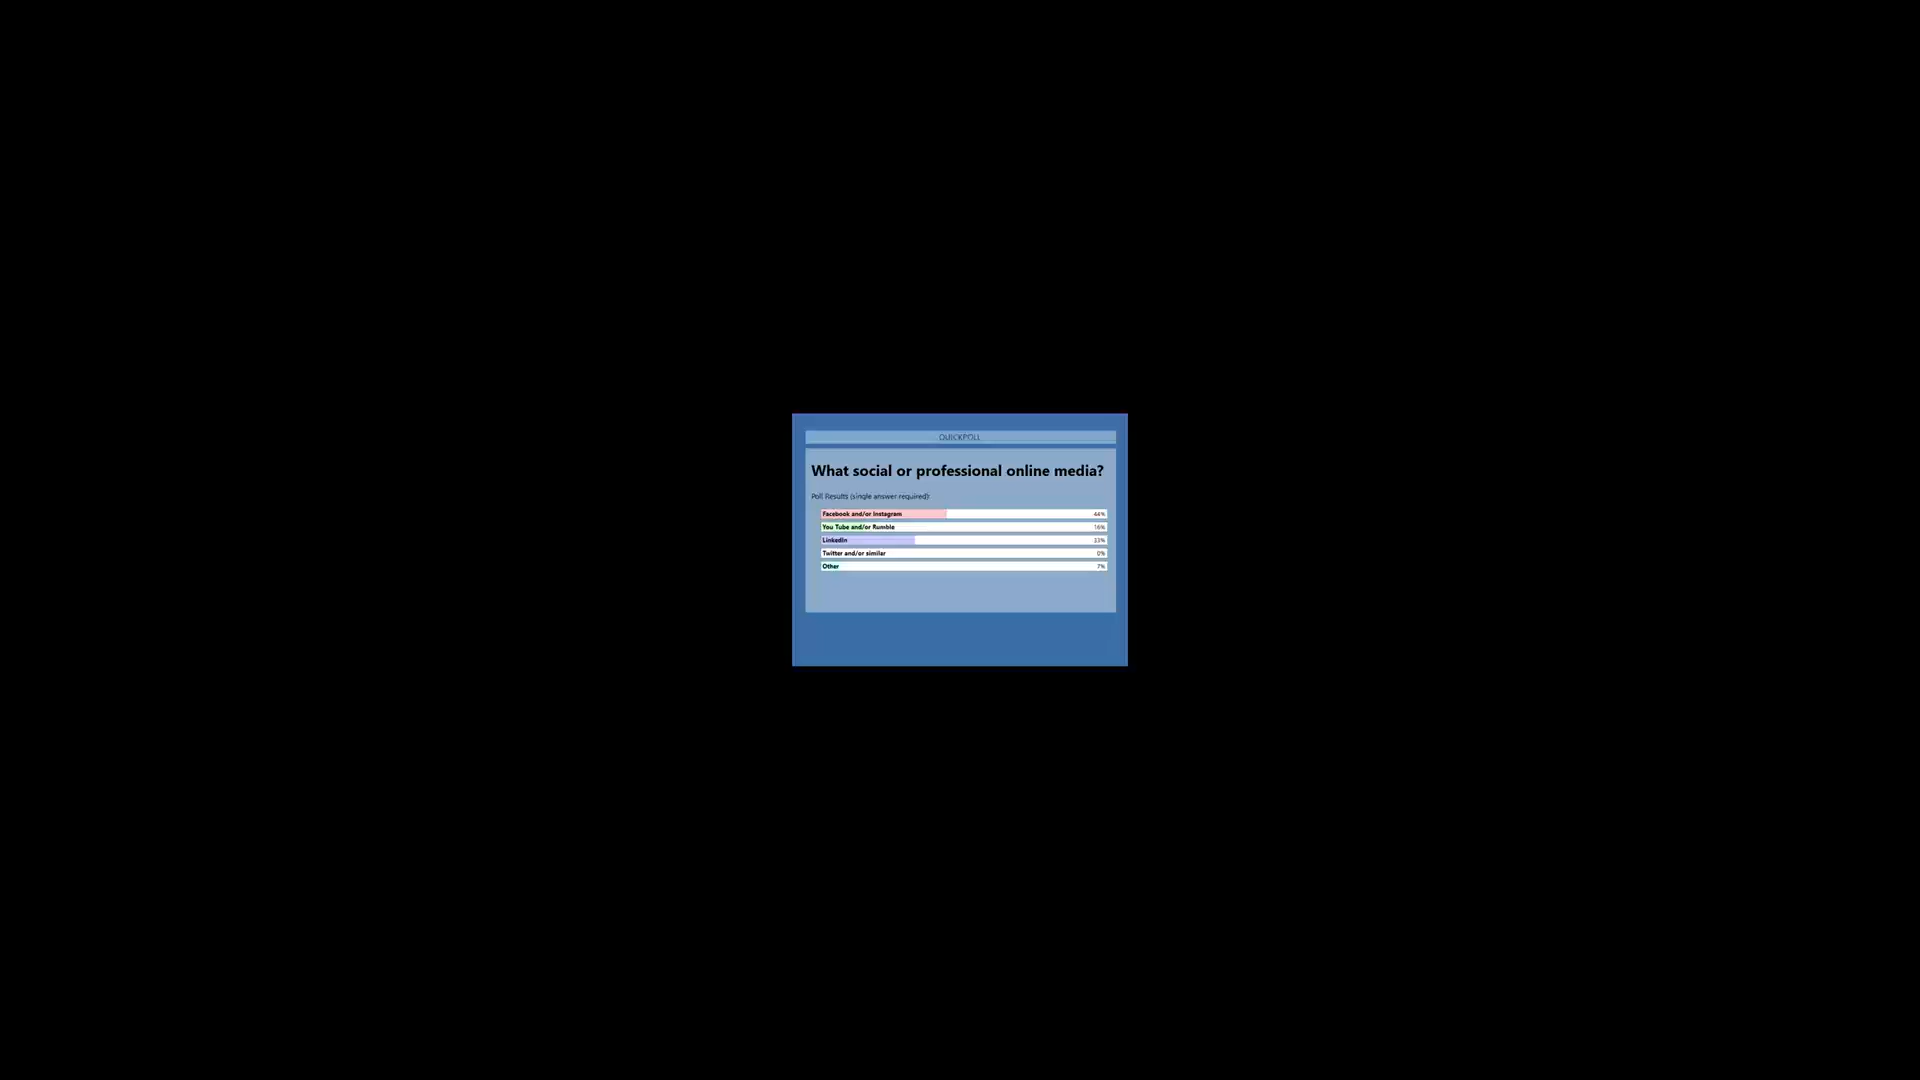 QUICKPOLL
What social or professional online media?
Poll Results (single answer required):
Facebook and/or Instagram 44%
You Tube and/or Rumble 16%
LinkedIn 33%
Twitter and/or similar 0%
Other 7%